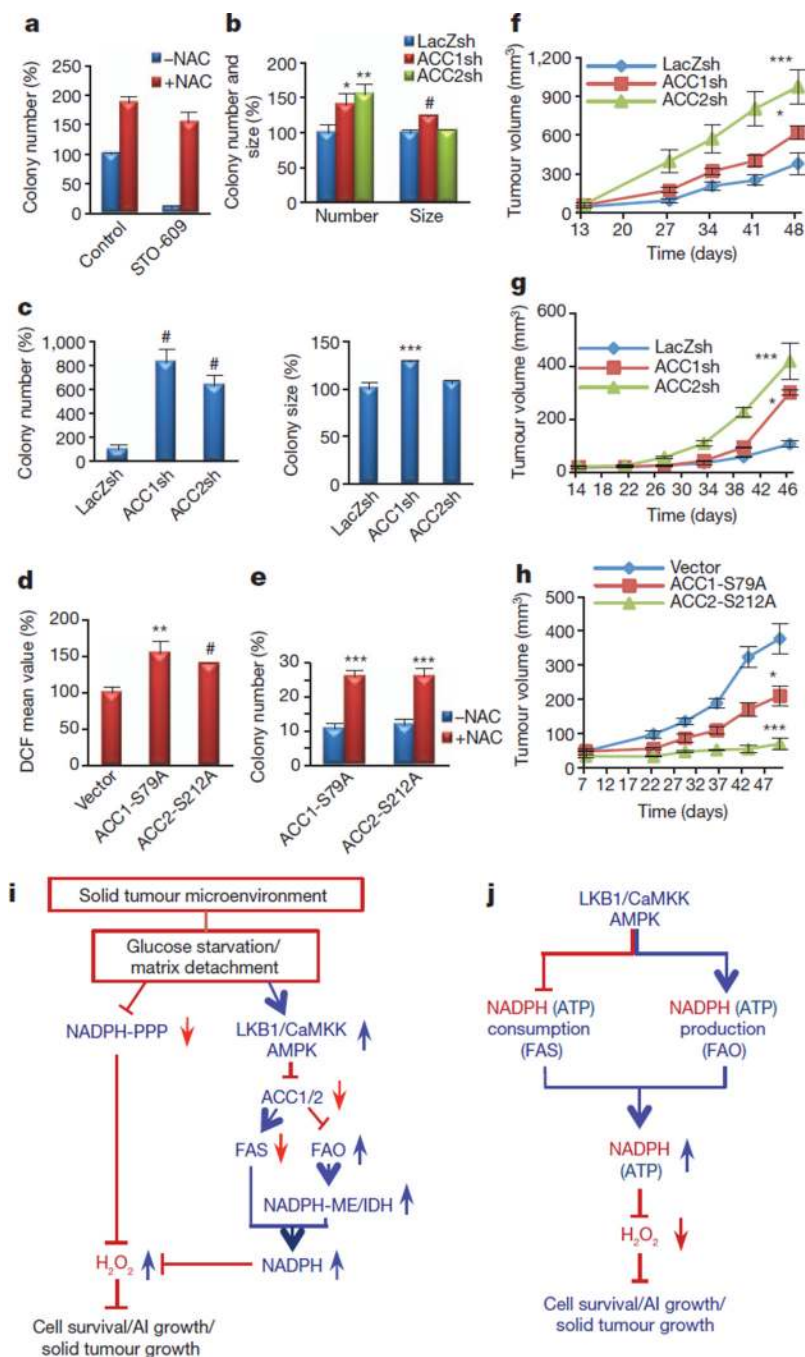 a
–NAC
+NAC
Colony number (%)
250
200
150
100
50
0
Control
STO-609
b
LacZsh
ACC1sh
ACC2sh
Colony number and
size (%)
200
150
100
50
0
* ** #
Number Size
c
Colony number (%)
1,000
800
600
400
200
0
# #
LacZsh
ACC1sh
ACC2sh
Colony size (%)
150
100
50
0
***
LacZsh
ACC1sh
ACC2sh
d
DCF mean value (%)
200
150
100
50
0
** #
Vector
ACC1-S79A
ACC2-S212A
e
Colony number (%)
30
20
10
0
*** ***
–NAC
+NAC
ACC1-S79A
ACC2-S212A
f
LacZsh
ACC1sh
ACC2sh
Tumour volume (mm³)
1,200
900
600
300
0
***
*
13 20 27 34 41 48
Time (days)
g
LacZsh
ACC1sh
ACC2sh
Tumour volume (mm³)
600
400
200
0
***
*
14 18 22 26 30 34 38 42 46
Time (days)
h
Vector
ACC1-S79A
ACC2-S212A
Tumour volume (mm³)
500
400
300
200
100
0
*
***
7 12 17 22 27 32 37 42 47
Time (days)
i
Solid tumour microenvironment
Glucose starvation/
matrix detachment
NADPH-PPP
LKB1/CaMKK
AMPK
ACC1/2
FAS FAO
NADPH-ME/IDH
H₂O₂ NADPH
Cell survival/AI growth/
solid tumour growth
j
LKB1/CaMKK
AMPK
NADPH (ATP)
consumption
(FAS)
NADPH (ATP)
production
(FAO)
NADPH
(ATP)
H₂O₂
Cell survival/AI growth/
solid tumour growth